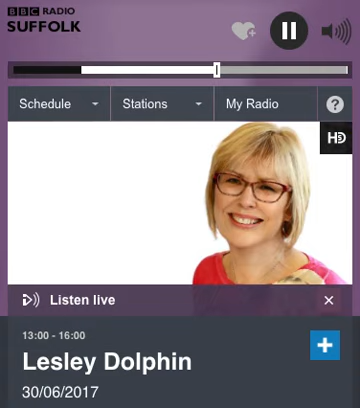 BBC RADIO
SUFFOLK
Schedule
Stations
My Radio
?
HD
Listen live
13:00 - 16:00
Lesley Dolphin
30/06/2017